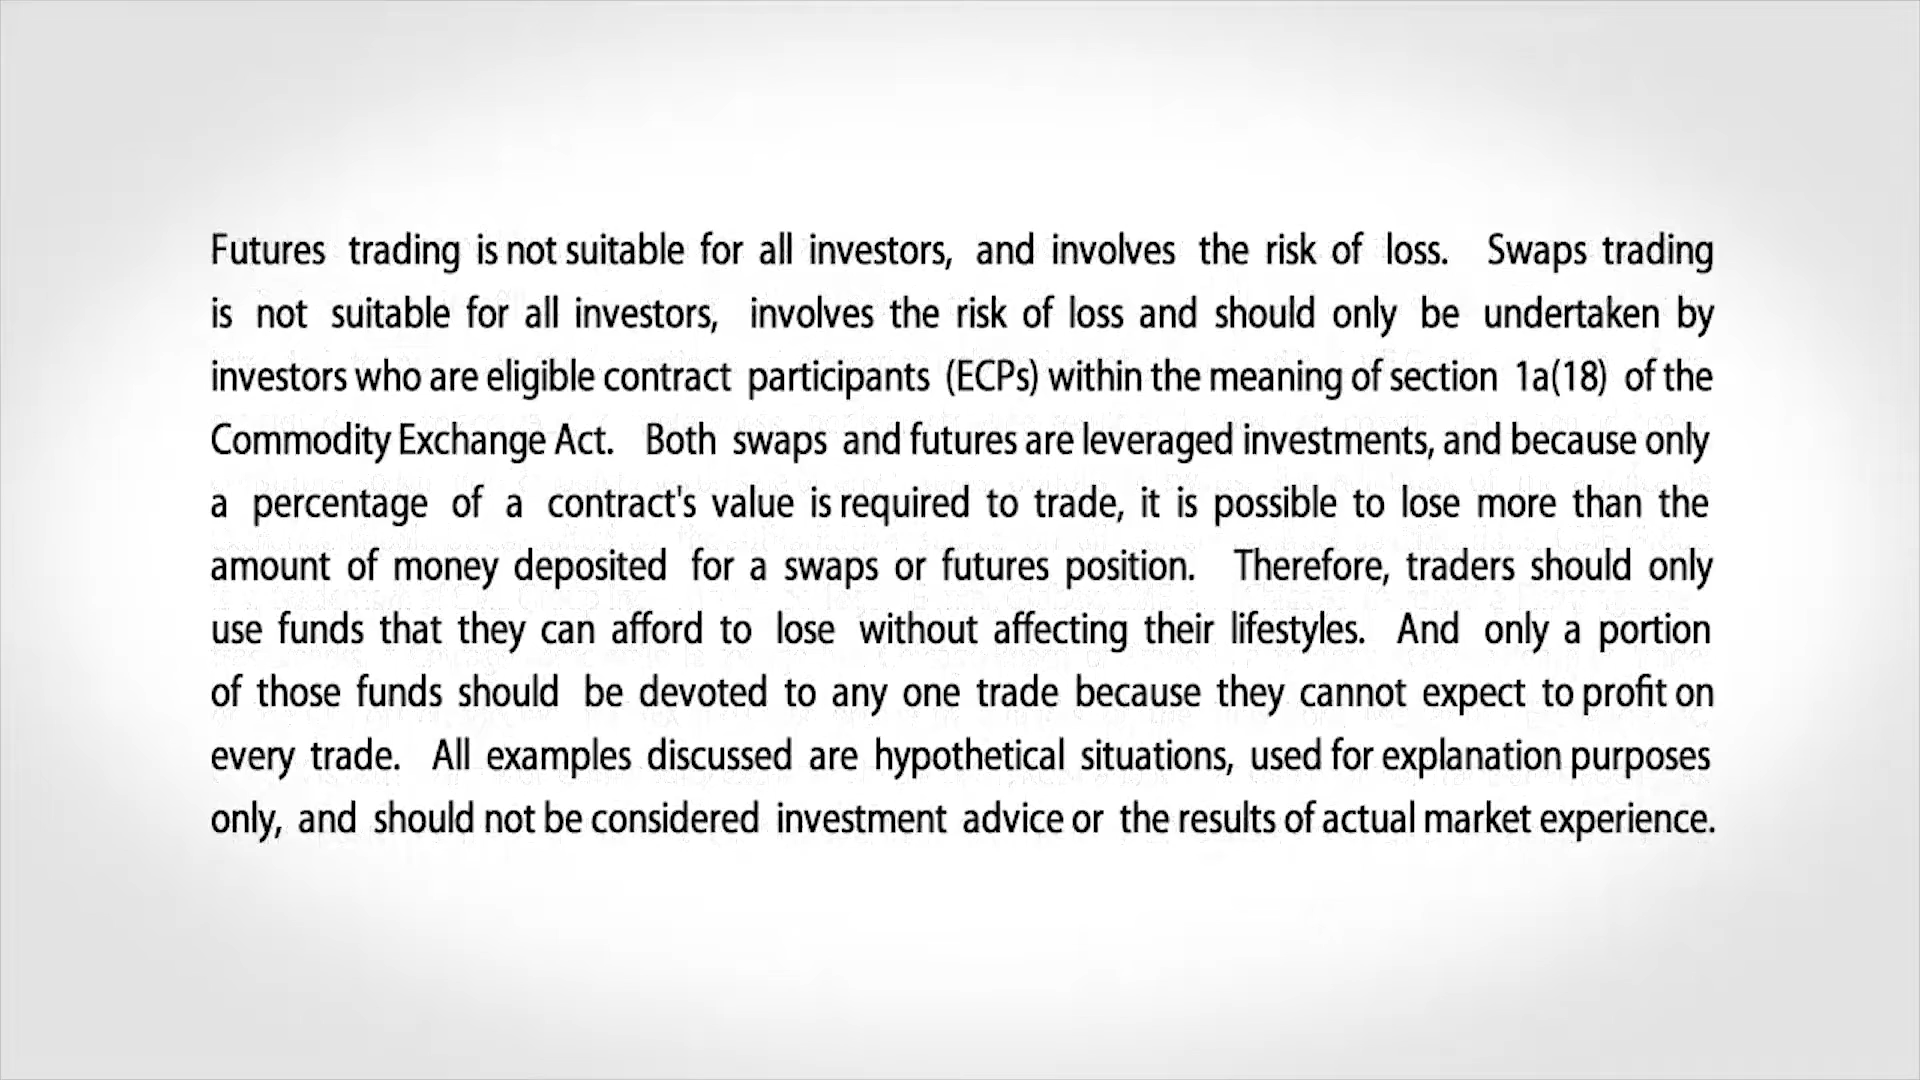 Futures trading is not suitable for all investors, and involves the risk of loss. Swaps trading
is not suitable for all investors, involves the risk of loss and should only be undertaken by
investors who are eligible contract participants (ECPs) within the meaning of section 1a(18) of the
Commodity Exchange Act. Both swaps and futures are leveraged investments, and because only
a percentage of a contract's value is required to trade, it is possible to lose more than the
amount of money deposited for a swaps or futures position. Therefore, traders should only
use funds that they can afford to lose without affecting their lifestyles. And only a portion
of those funds should be devoted to any one trade because they cannot expect to profit on
every trade. All examples discussed are hypothetical situations, used for explanation purposes
only, and should not be considered investment advice or the results of actual market experience.